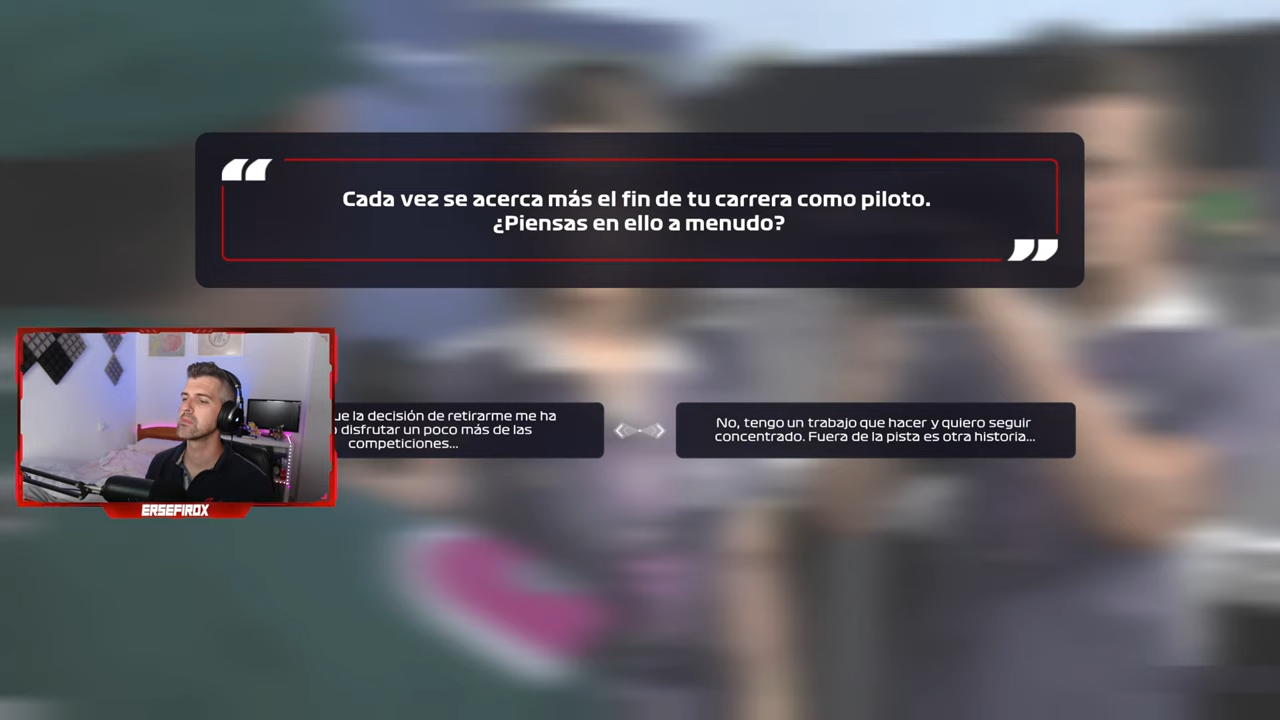 Cada vez se acerca más el fin de tu carrera como piloto.
¿Piensas en ello a menudo?
la decisión de retirarme me ha
disfrutar un poco más de las
competiciones...
No, tengo un trabajo que hacer y quiero seguir
concentrado. Fuera de la pista es otra historia...
ERSEFIROX